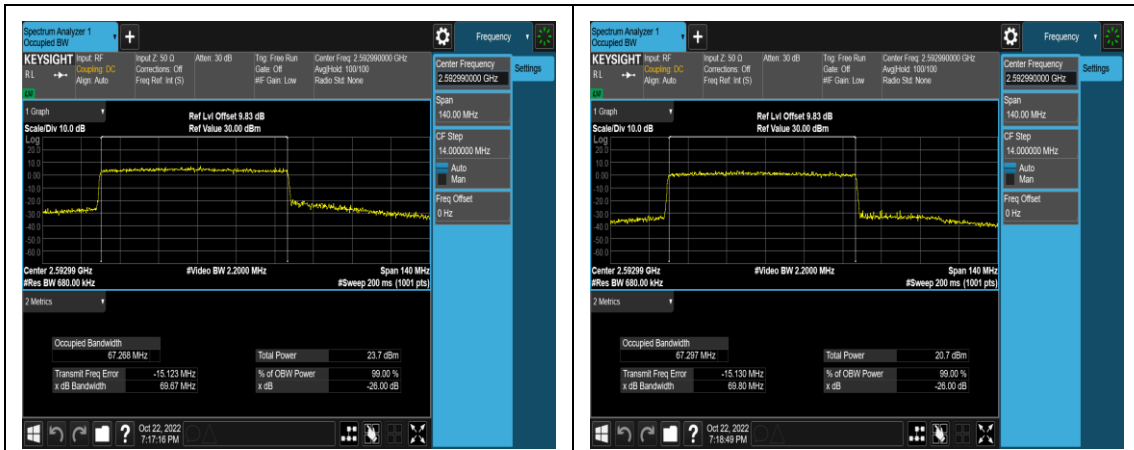 Spectrum Analyzer 1
Occupied BW
+
Frequency
KEYSIGHT
RL
Input: RF
Coupling: DC
Align: Auto
Input Z: 50 Ω
Corrections: Off
Freq Ref: Int (S)
Atten: 30 dB
Trig: Free Run
Gate: Off
#IF Gain: Low
Center Freq: 2.592990000 GHz
Avg|Hold: 100/100
Radio Std: None
LW
Center Frequency
2.592990000 GHz
Settings
Span
140.00 MHz
CF Step
14.000000 MHz
Auto
Man
Freq Offset
0 Hz
1 Graph
Scale/Div 10.0 dB
Ref Lvl Offset 9.83 dB
Ref Value 30.00 dBm
Log
20.0
10.0
0.00
-10.0
-20.0
-30.0
-40.0
-50.0
-60.0
Center 2.59299 GHz
#Res BW 680.00 kHz
#Video BW 2.2000 MHz
Span 140 MHz
#Sweep 200 ms (1001 pts)
2 Metrics
Occupied Bandwidth
67.268 MHz
Total Power 23.7 dBm
Transmit Freq Error -15.123 MHz
% of OBW Power 99.00 %
x dB Bandwidth 69.67 MHz
x dB -26.00 dB
?
Oct 22, 2022
7:17:16 PM
Spectrum Analyzer 1
Occupied BW
+
Frequency
KEYSIGHT
RL
Input: RF
Coupling: DC
Align: Auto
Input Z: 50 Ω
Corrections: Off
Freq Ref: Int (S)
Atten: 30 dB
Trig: Free Run
Gate: Off
#IF Gain: Low
Center Freq: 2.592990000 GHz
Avg|Hold: 100/100
Radio Std: None
LW
Center Frequency
2.592990000 GHz
Settings
Span
140.00 MHz
CF Step
14.000000 MHz
Auto
Man
Freq Offset
0 Hz
1 Graph
Scale/Div 10.0 dB
Ref Lvl Offset 9.83 dB
Ref Value 30.00 dBm
Log
20.0
10.0
0.00
-10.0
-20.0
-30.0
-40.0
-50.0
-60.0
Center 2.59299 GHz
#Res BW 680.00 kHz
#Video BW 2.2000 MHz
Span 140 MHz
#Sweep 200 ms (1001 pts)
2 Metrics
Occupied Bandwidth
67.297 MHz
Total Power 20.7 dBm
Transmit Freq Error -15.130 MHz
% of OBW Power 99.00 %
x dB Bandwidth 69.80 MHz
x dB -26.00 dB
?
Oct 22, 2022
7:18:49 PM